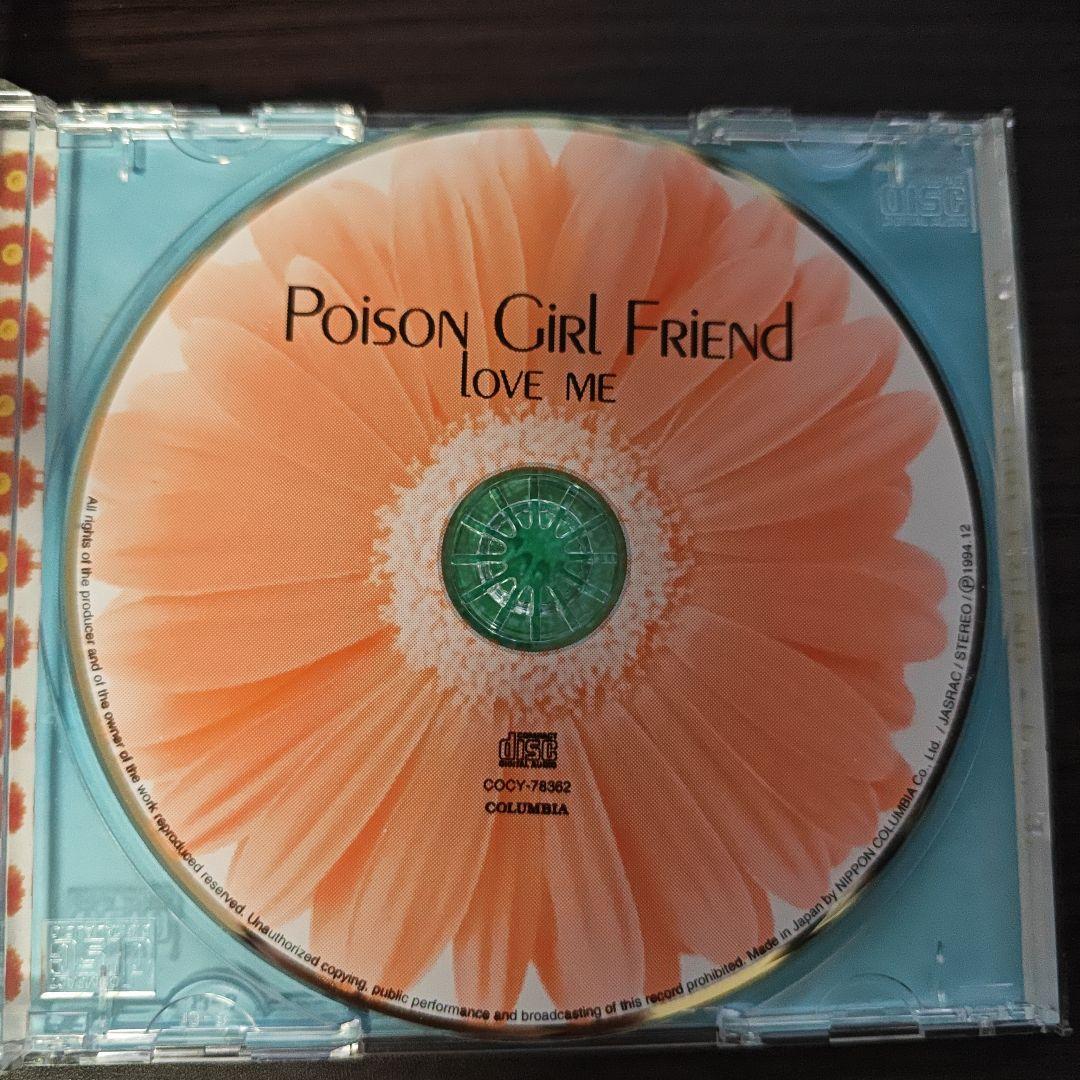 Poison Girl Friend
love me
COMPACT
disc
DIGITAL AUDIO
COCY-78362
COLUMBIA
All rights of the producer and of the owner of the work reproduced reserved. Unauthorized copying, public performance and broadcasting of this record prohibited. Made in Japan by NIPPON COLUMBIA Co., Ltd. / JASRAC / STEREO / Ⓟ1994.12
disc